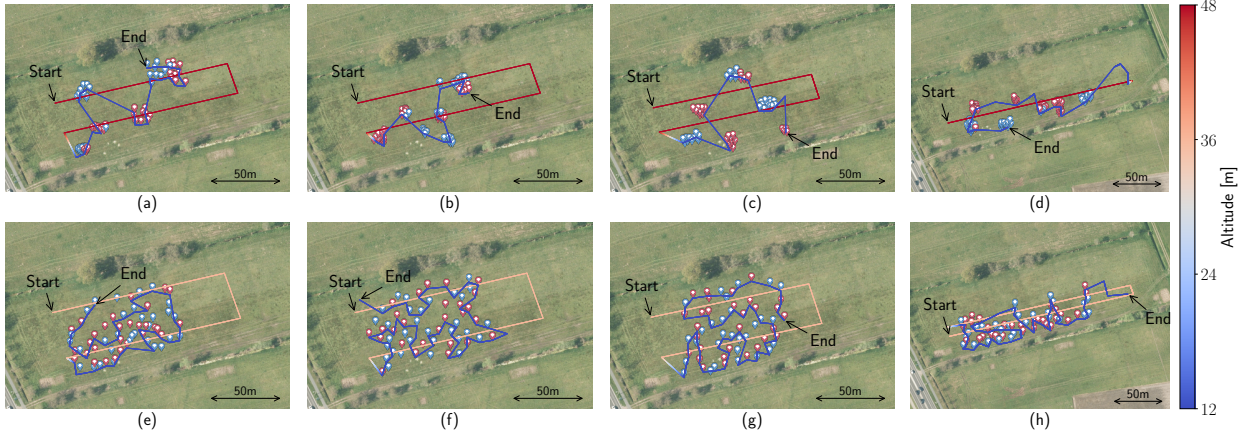 End
Start
50m
(a)
Start
End
50m
(b)
Start
End
50m
(c)
Start
End
50m
(d)
Start
End
50m
(e)
Start
End
50m
(f)
Start
End
50m
(g)
Start
End
50m
(h)
48
36
24
12
Altitude [m]